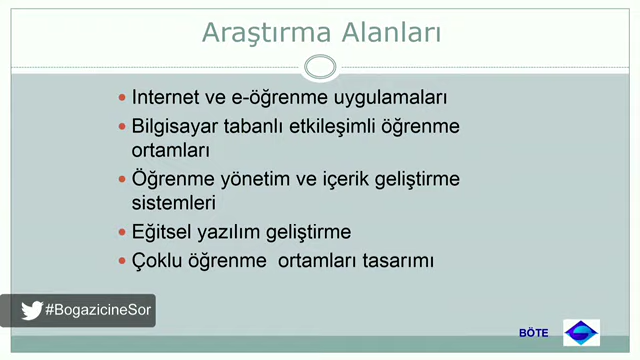 Araştırma Alanları
Internet ve e-öğrenme uygulamaları
Bilgisayar tabanlı etkileşimli öğrenme
ortamları
Öğrenme yönetim ve içerik geliştirme
sistemleri
Eğitsel yazılım geliştirme
Çoklu öğrenme ortamları tasarımı
#BogazicineSor
BÖTE